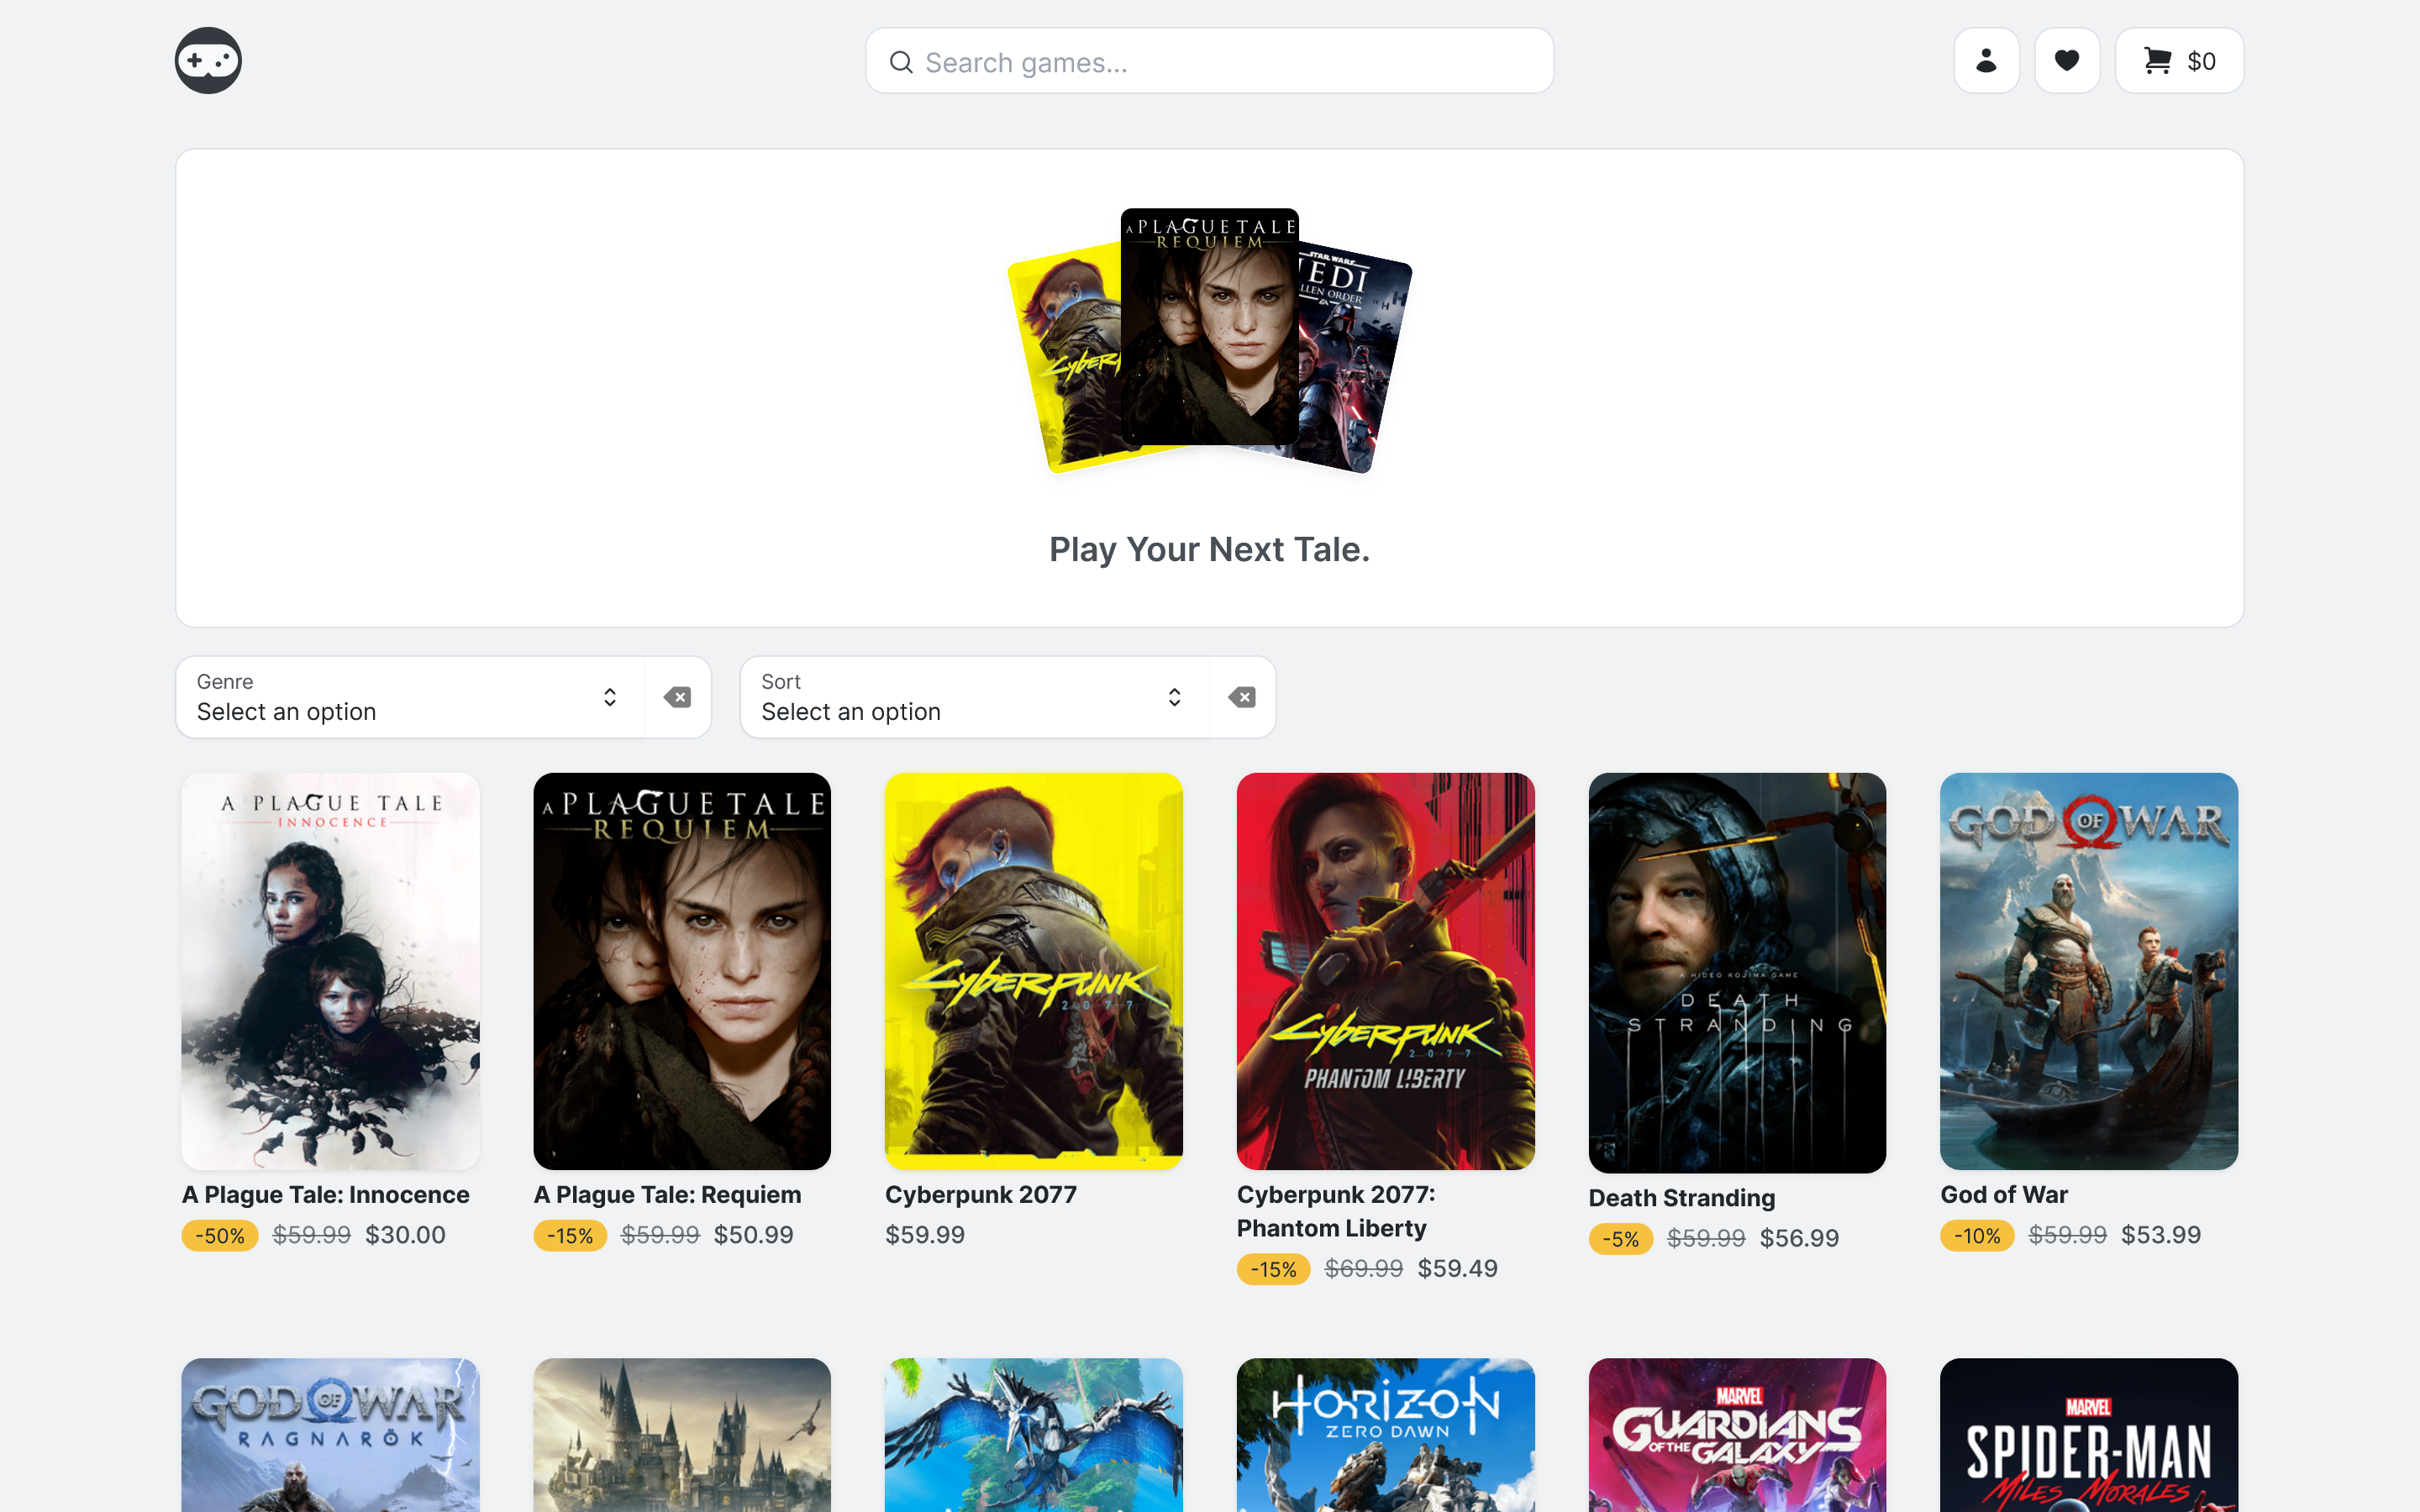 Search games...
$0
A PLAGUE TALE
REQUIEM
STAR WARS
JEDI
LLEN ORDER
EA
CyberP
Play Your Next Tale.
Genre
Select an option
Sort
Select an option
A PLAGUE TALE
INNOCENCE
A Plague Tale: Innocence
-50% $59.99 $30.00
A PLAGUE TALE
REQUIEM
A Plague Tale: Requiem
-15% $59.99 $50.99
Cyberpunk
2077
Cyberpunk 2077
$59.99
Cyberpunk
2077
PHANTOM LIBERTY
Cyberpunk 2077:
Phantom Liberty
-15% $69.99 $59.49
A HIDEO KOJIMA GAME
DEATH
STRANDING
Death Stranding
-5% $59.99 $56.99
GOD OF WAR
God of War
-10% $59.99 $53.99
GOD OF WAR
RAGNARÖK
HORIZON
ZERO DAWN
MARVEL
GUARDIANS
OF THE GALAXY
MARVEL
SPIDER-MAN
MILES MORALES